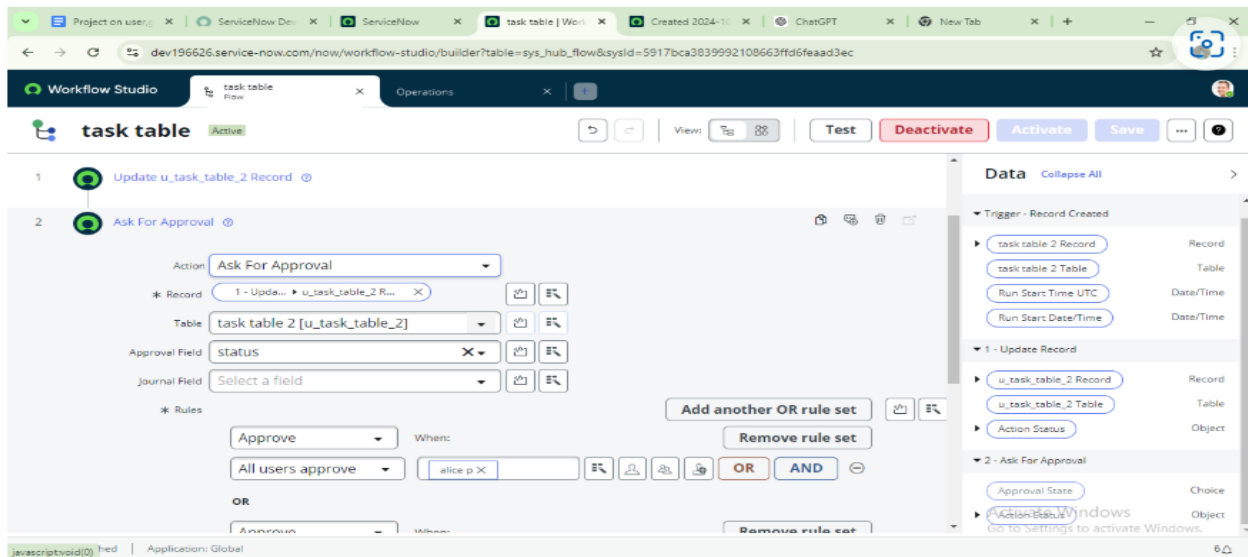 Project on user,
ServiceNow Dev
ServiceNow
task table | Work
Created 2024-10
ChatGPT
New Tab
dev196626.service-now.com/now/workflow-studio/builder?table=sys_hub_flow&sysId=5917bca3839992108663ffd6feaad3ec
Workflow Studio
task table
Flow
Operations
task table Active
View:
Test
Deactivate
Activate
Save
1 Update u_task_table_2 Record
2 Ask For Approval
Action Ask For Approval
* Record 1 - Upda... ▸ u_task_table_2 R...
Table task table 2 [u_task_table_2]
Approval Field status
Journal Field Select a field
* Rules
Add another OR rule set
Approve When: Remove rule set
All users approve alice p OR AND
OR
Approve When: Remove rule set
Data Collapse All
Trigger - Record Created
task table 2 Record Record
task table 2 Table Table
Run Start Time UTC Date/Time
Run Start Date/Time Date/Time
1 - Update Record
u_task_table_2 Record Record
u_task_table_2 Table Table
Action Status Object
2 - Ask For Approval
Approval State Choice
Action Status Object
Activate Windows
Go to Settings to activate Windows.
javascript:void(0) hed Application: Global 6